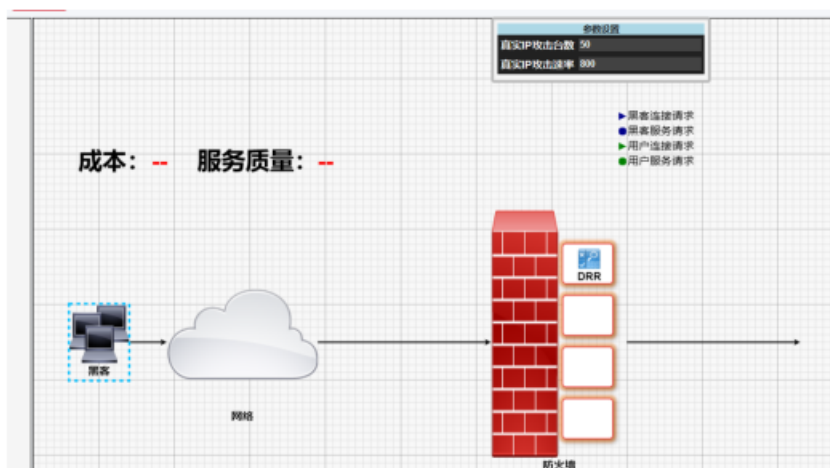 参数设置
真实IP攻击台数 50
真实IP攻击速率 800
黑客连接请求
黑客服务请求
用户连接请求
用户服务请求
成本：-- 服务质量：--
DRR
黑客
网络
防火墙